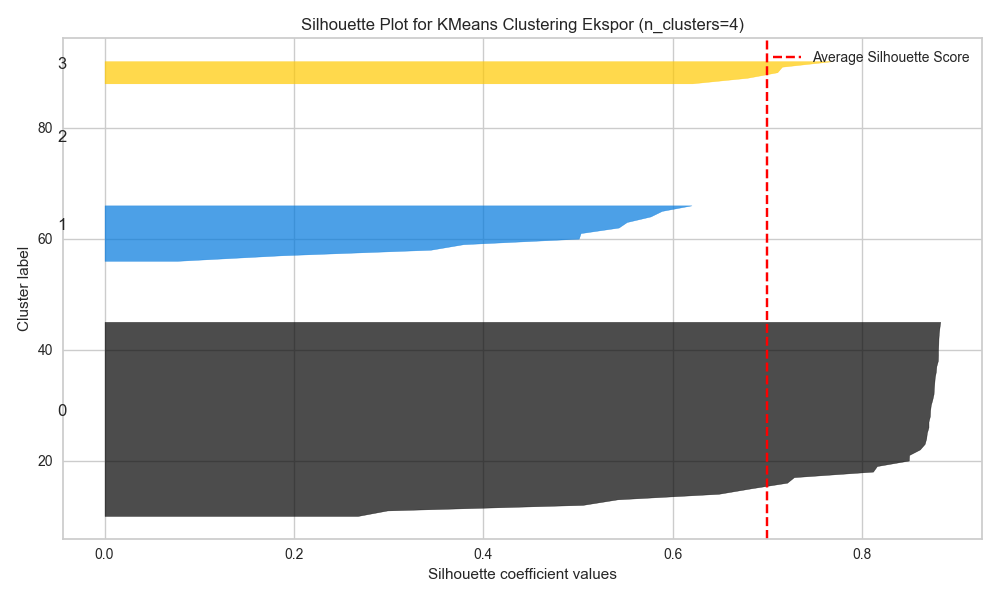 Silhouette Plot for KMeans Clustering Ekspor (n_clusters=4)
Average Silhouette Score
3
80
2
1
60
40
0
20
Cluster label
0.0 0.2 0.4 0.6 0.8
Silhouette coefficient values